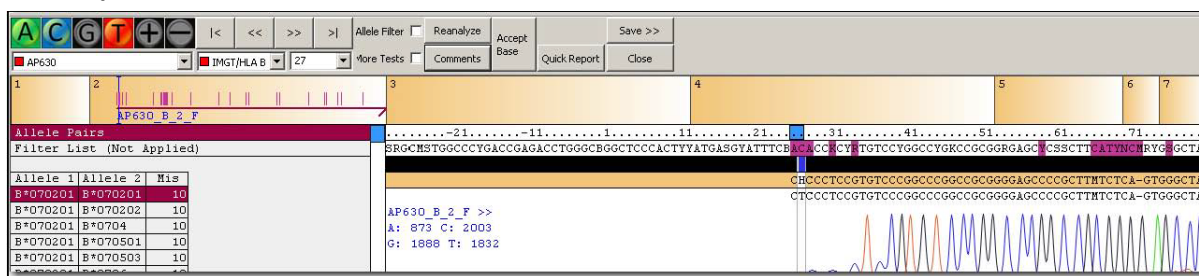 A C G T + −
|< << >> >| Allele Filter Reanalyze Accept Base Quick Report Save >>
AP630 IMGT/HLA B 27 More Tests Comments Close
1 2 3 4 5 6 7
AP630_B_2_F
Allele Pairs
Filter List (Not Applied)
........-21.......-11.......1........11........21........31........41........51........61........71.......
Allele 1 Allele 2 Mis
B*070201 B*070201 10
B*070201 B*070202 10
B*070201 B*0704 10
B*070201 B*070501 10
B*070201 B*070503 10
CHCCCTCCGTGTCCCGGCCCGGCCGCGGGGAGCCCCGCTTMTCTCA-GTGGGCTA
CTCCCTCCGTGTCCCGGCCCGGCCGCGGGGAGCCCCGCTTMTCTCA-GTGGGCTA
AP630_B_2_F >>
A: 873 C: 2003
G: 1888 T: 1832